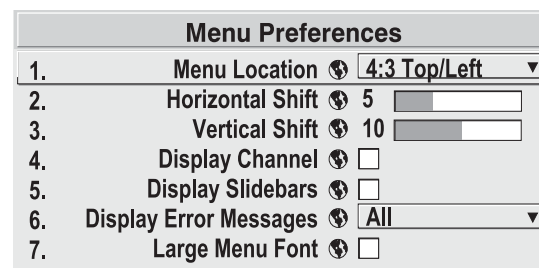 Menu Preferences
1. Menu Location 4:3 Top/Left
2. Horizontal Shift 5
3. Vertical Shift 10
4. Display Channel
5. Display Slidebars
6. Display Error Messages All
7. Large Menu Font